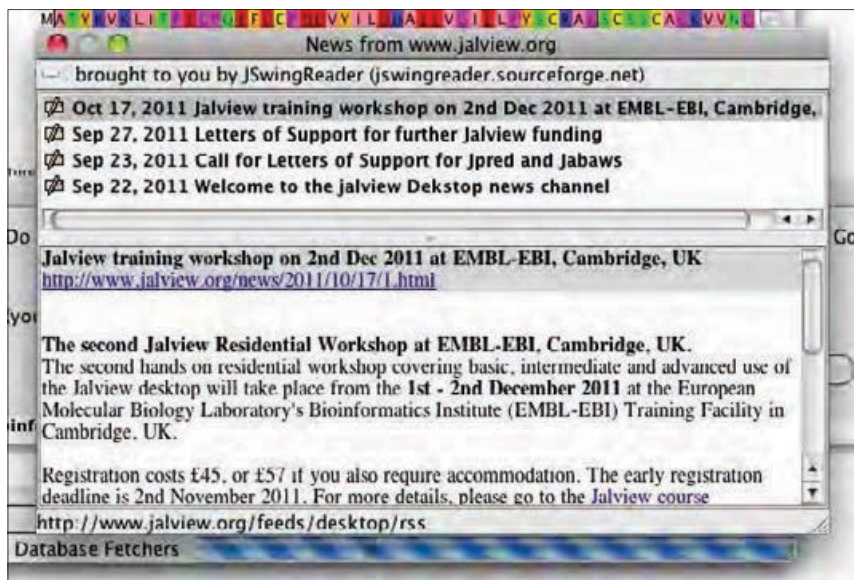 News from www.jalview.org
brought to you by JSwingReader (jswingreader.sourceforge.net)
Oct 17, 2011 Jalview training workshop on 2nd Dec 2011 at EMBL-EBI, Cambridge,
Sep 27, 2011 Letters of Support for further Jalview funding
Sep 23, 2011 Call for Letters of Support for Jpred and Jabaws
Sep 22, 2011 Welcome to the jalview Dekstop news channel
Do
Go
Jalview training workshop on 2nd Dec 2011 at EMBL-EBI, Cambridge, UK
http://www.jalview.org/news/2011/10/17/1.html
The second Jalview Residential Workshop at EMBL-EBI, Cambridge, UK.
The second hands on residential workshop covering basic, intermediate and advanced use of
the Jalview desktop will take place from the 1st - 2nd December 2011 at the European
Molecular Biology Laboratory's Bioinformatics Institute (EMBL-EBI) Training Facility in
Cambridge, UK.
Registration costs £45, or £57 if you also require accommodation. The early registration
deadline is 2nd November 2011. For more details, please go to the Jalview course
http://www.jalview.org/feeds/desktop/rss
Database Fetchers